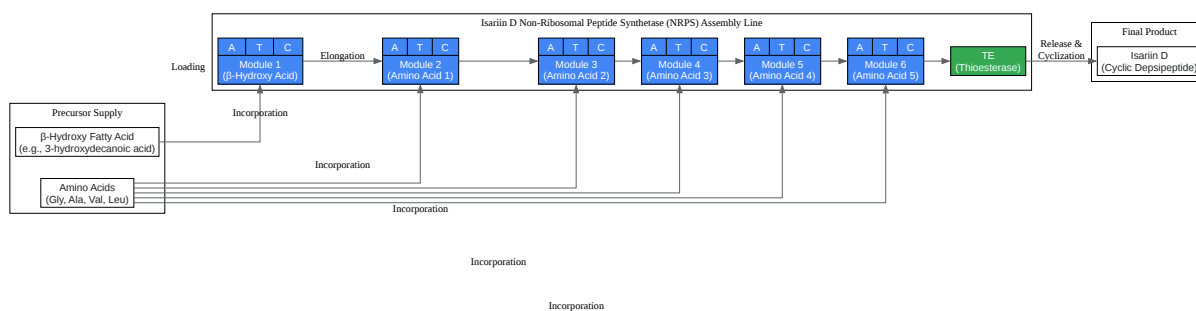 Isariin D Non-Ribosomal Peptide Synthetase (NRPS) Assembly Line
A T C
Module 1
(β-Hydroxy Acid)
A T C
Module 2
(Amino Acid 1)
A T C
Module 3
(Amino Acid 2)
A T C
Module 4
(Amino Acid 3)
A T C
Module 5
(Amino Acid 4)
A T C
Module 6
(Amino Acid 5)
TE
(Thioesterase)
Loading
Elongation
Release &
Cyclization
Final Product
Isariin D
(Cyclic Depsipeptide)
Precursor Supply
β-Hydroxy Fatty Acid
(e.g., 3-hydroxydecanoic acid)
Amino Acids
(Gly, Ala, Val, Leu)
Incorporation
Incorporation
Incorporation
Incorporation
Incorporation